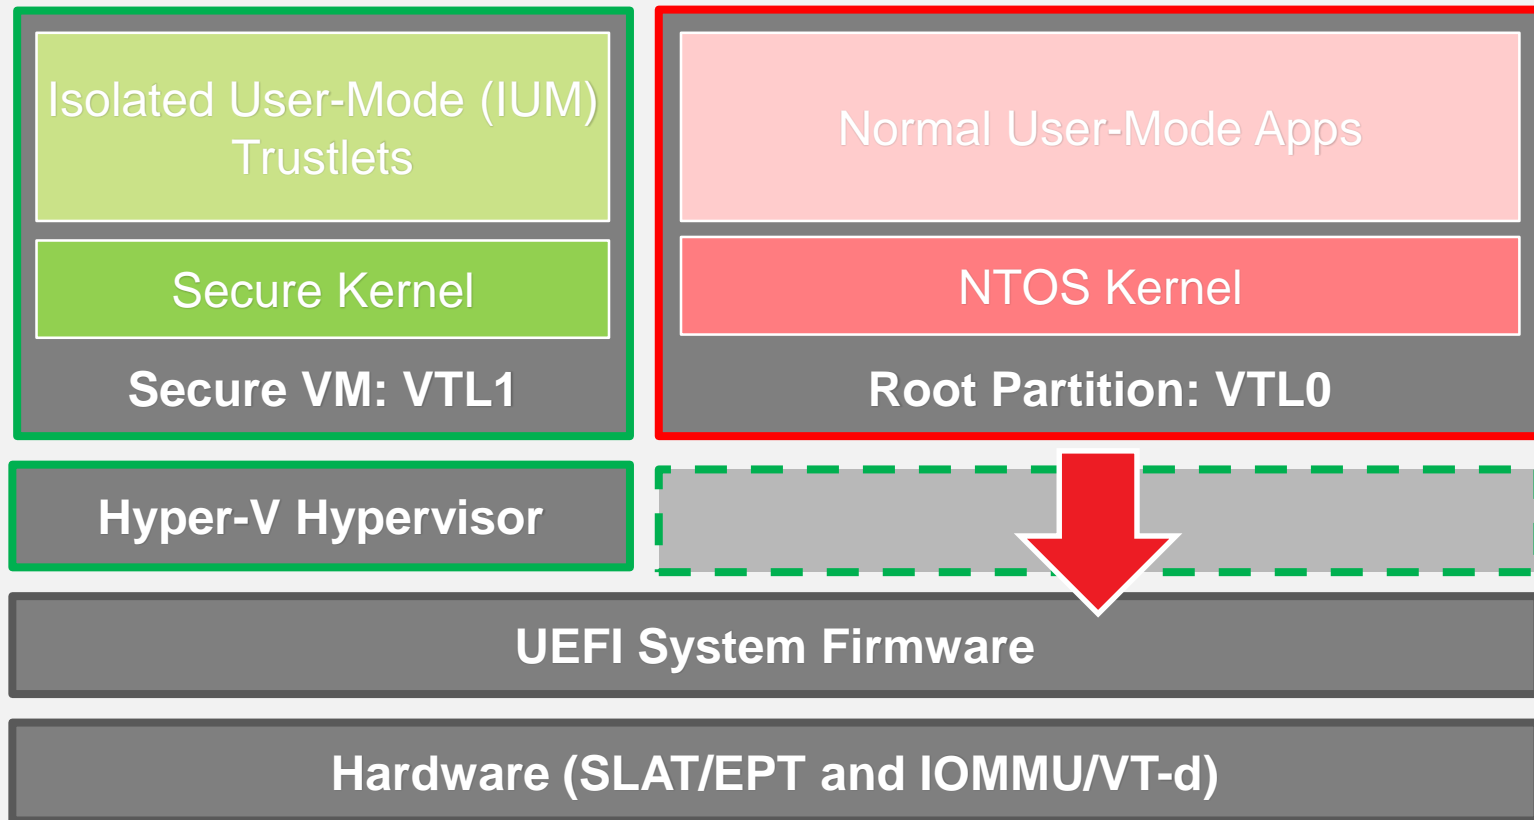 Isolated User-Mode (IUM)
Trustlets
Secure Kernel
Secure VM: VTL1
Normal User-Mode Apps
NTOS Kernel
Root Partition: VTL0
Hyper-V Hypervisor
UEFI System Firmware
Hardware (SLAT/EPT and IOMMU/VT-d)